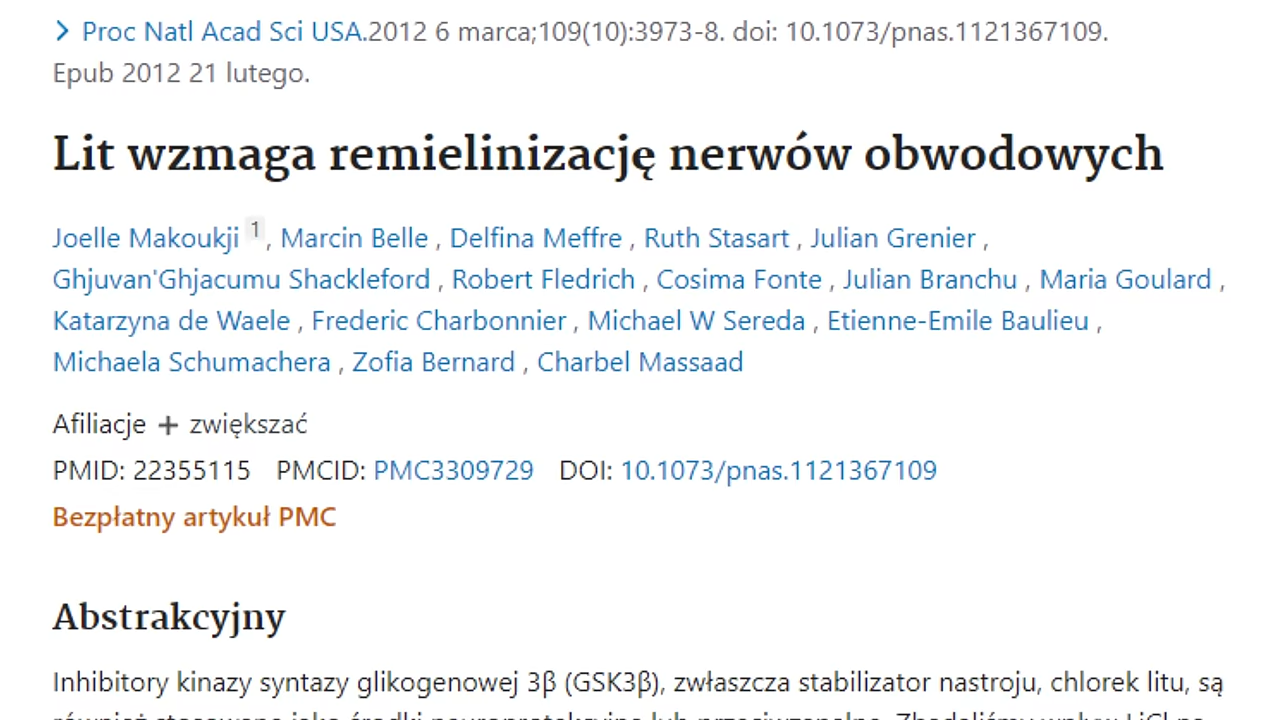 Proc Natl Acad Sci USA.2012 6 marca;109(10):3973-8. doi: 10.1073/pnas.1121367109.
Epub 2012 21 lutego.
Lit wzmaga remielinizację nerwów obwodowych
Joelle Makoukji 1, Marcin Belle , Delfina Meffre , Ruth Stasart , Julian Grenier ,
Ghjuvan'Ghjacumu Shackleford , Robert Fledrich , Cosima Fonte , Julian Branchu , Maria Goulard ,
Katarzyna de Waele , Frederic Charbonnier , Michael W Sereda , Etienne-Emile Baulieu ,
Michaela Schumachera , Zofia Bernard , Charbel Massaad
Afiliacje + zwiększać
PMID: 22355115 PMCID: PMC3309729 DOI: 10.1073/pnas.1121367109
Bezpłatny artykuł PMC
Abstrakcyjny
Inhibitory kinazy syntazy glikogenowej 3β (GSK3β), zwłaszcza stabilizator nastroju, chlorek litu, są